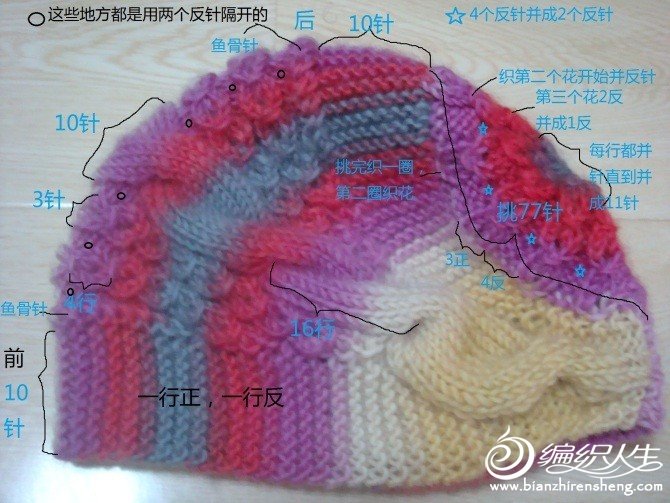 这些地方都是用两个反针隔开的
后
10针
☆4个反针并成2个反针
鱼骨针
织第二个花开始并反针
第三个花2反
并成1反
10针
每行都并
针直到并
成11针
挑完织一圈
第二圈织花
3针
挑77针
3正
4反
4行
鱼骨针
16行
前
10
针
一行正，一行反
编织人生
www.bianzhirensheng.com